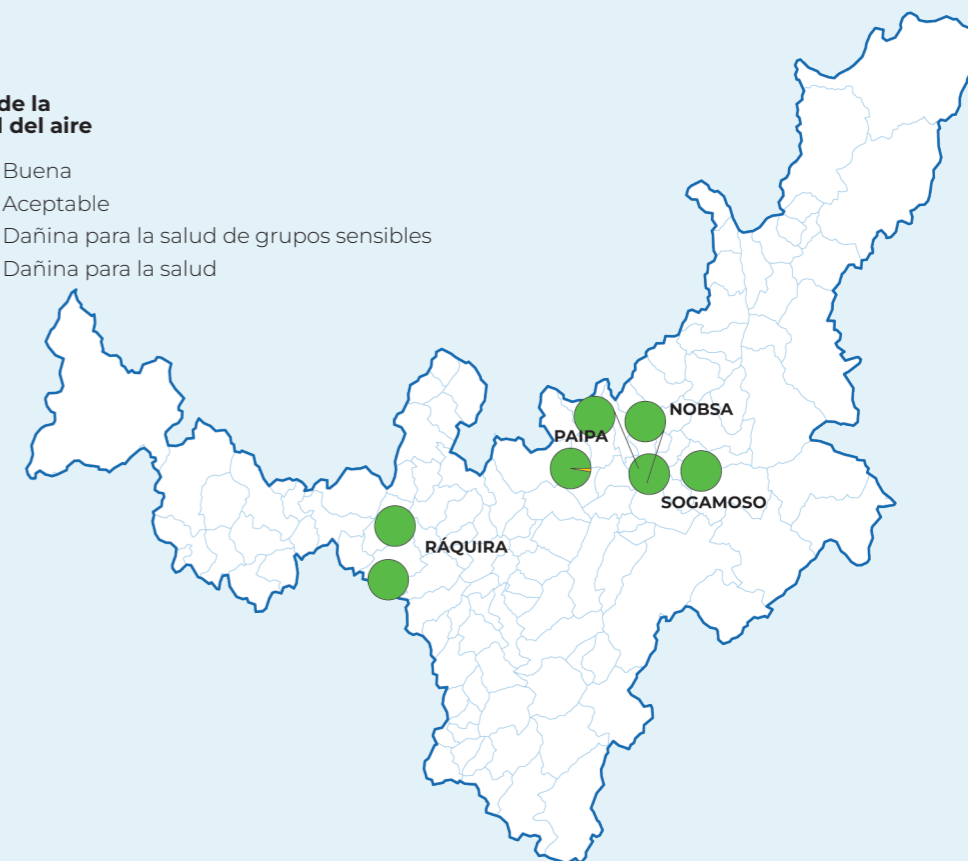 de la
del aire
Buena
Aceptable
Dañina para la salud de grupos sensibles
Dañina para la salud
NOBSA
PAIPA
SOGAMOSO
RÁQUIRA